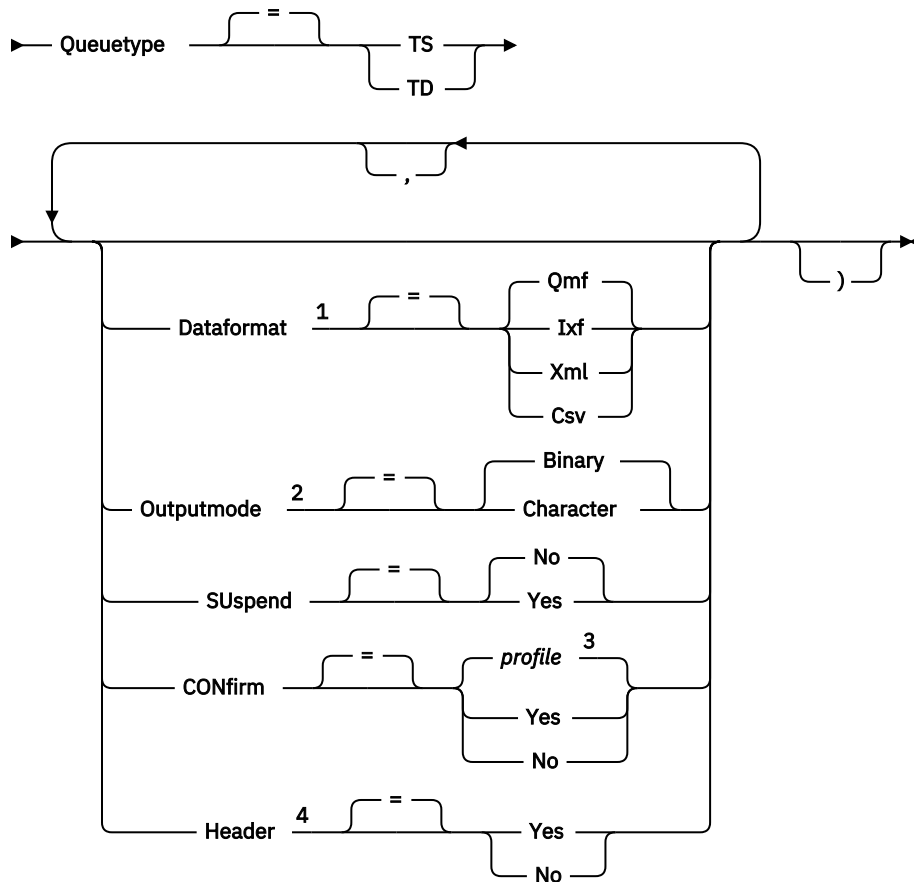 =
Queuetype TS
TD
,
)
Qmf
Dataformat 1 = Ixf
Xml
Csv
Binary
Outputmode 2 = Character
No
SUspend = Yes
profile 3
CONfirm = Yes
No
Header 4 = Yes
No